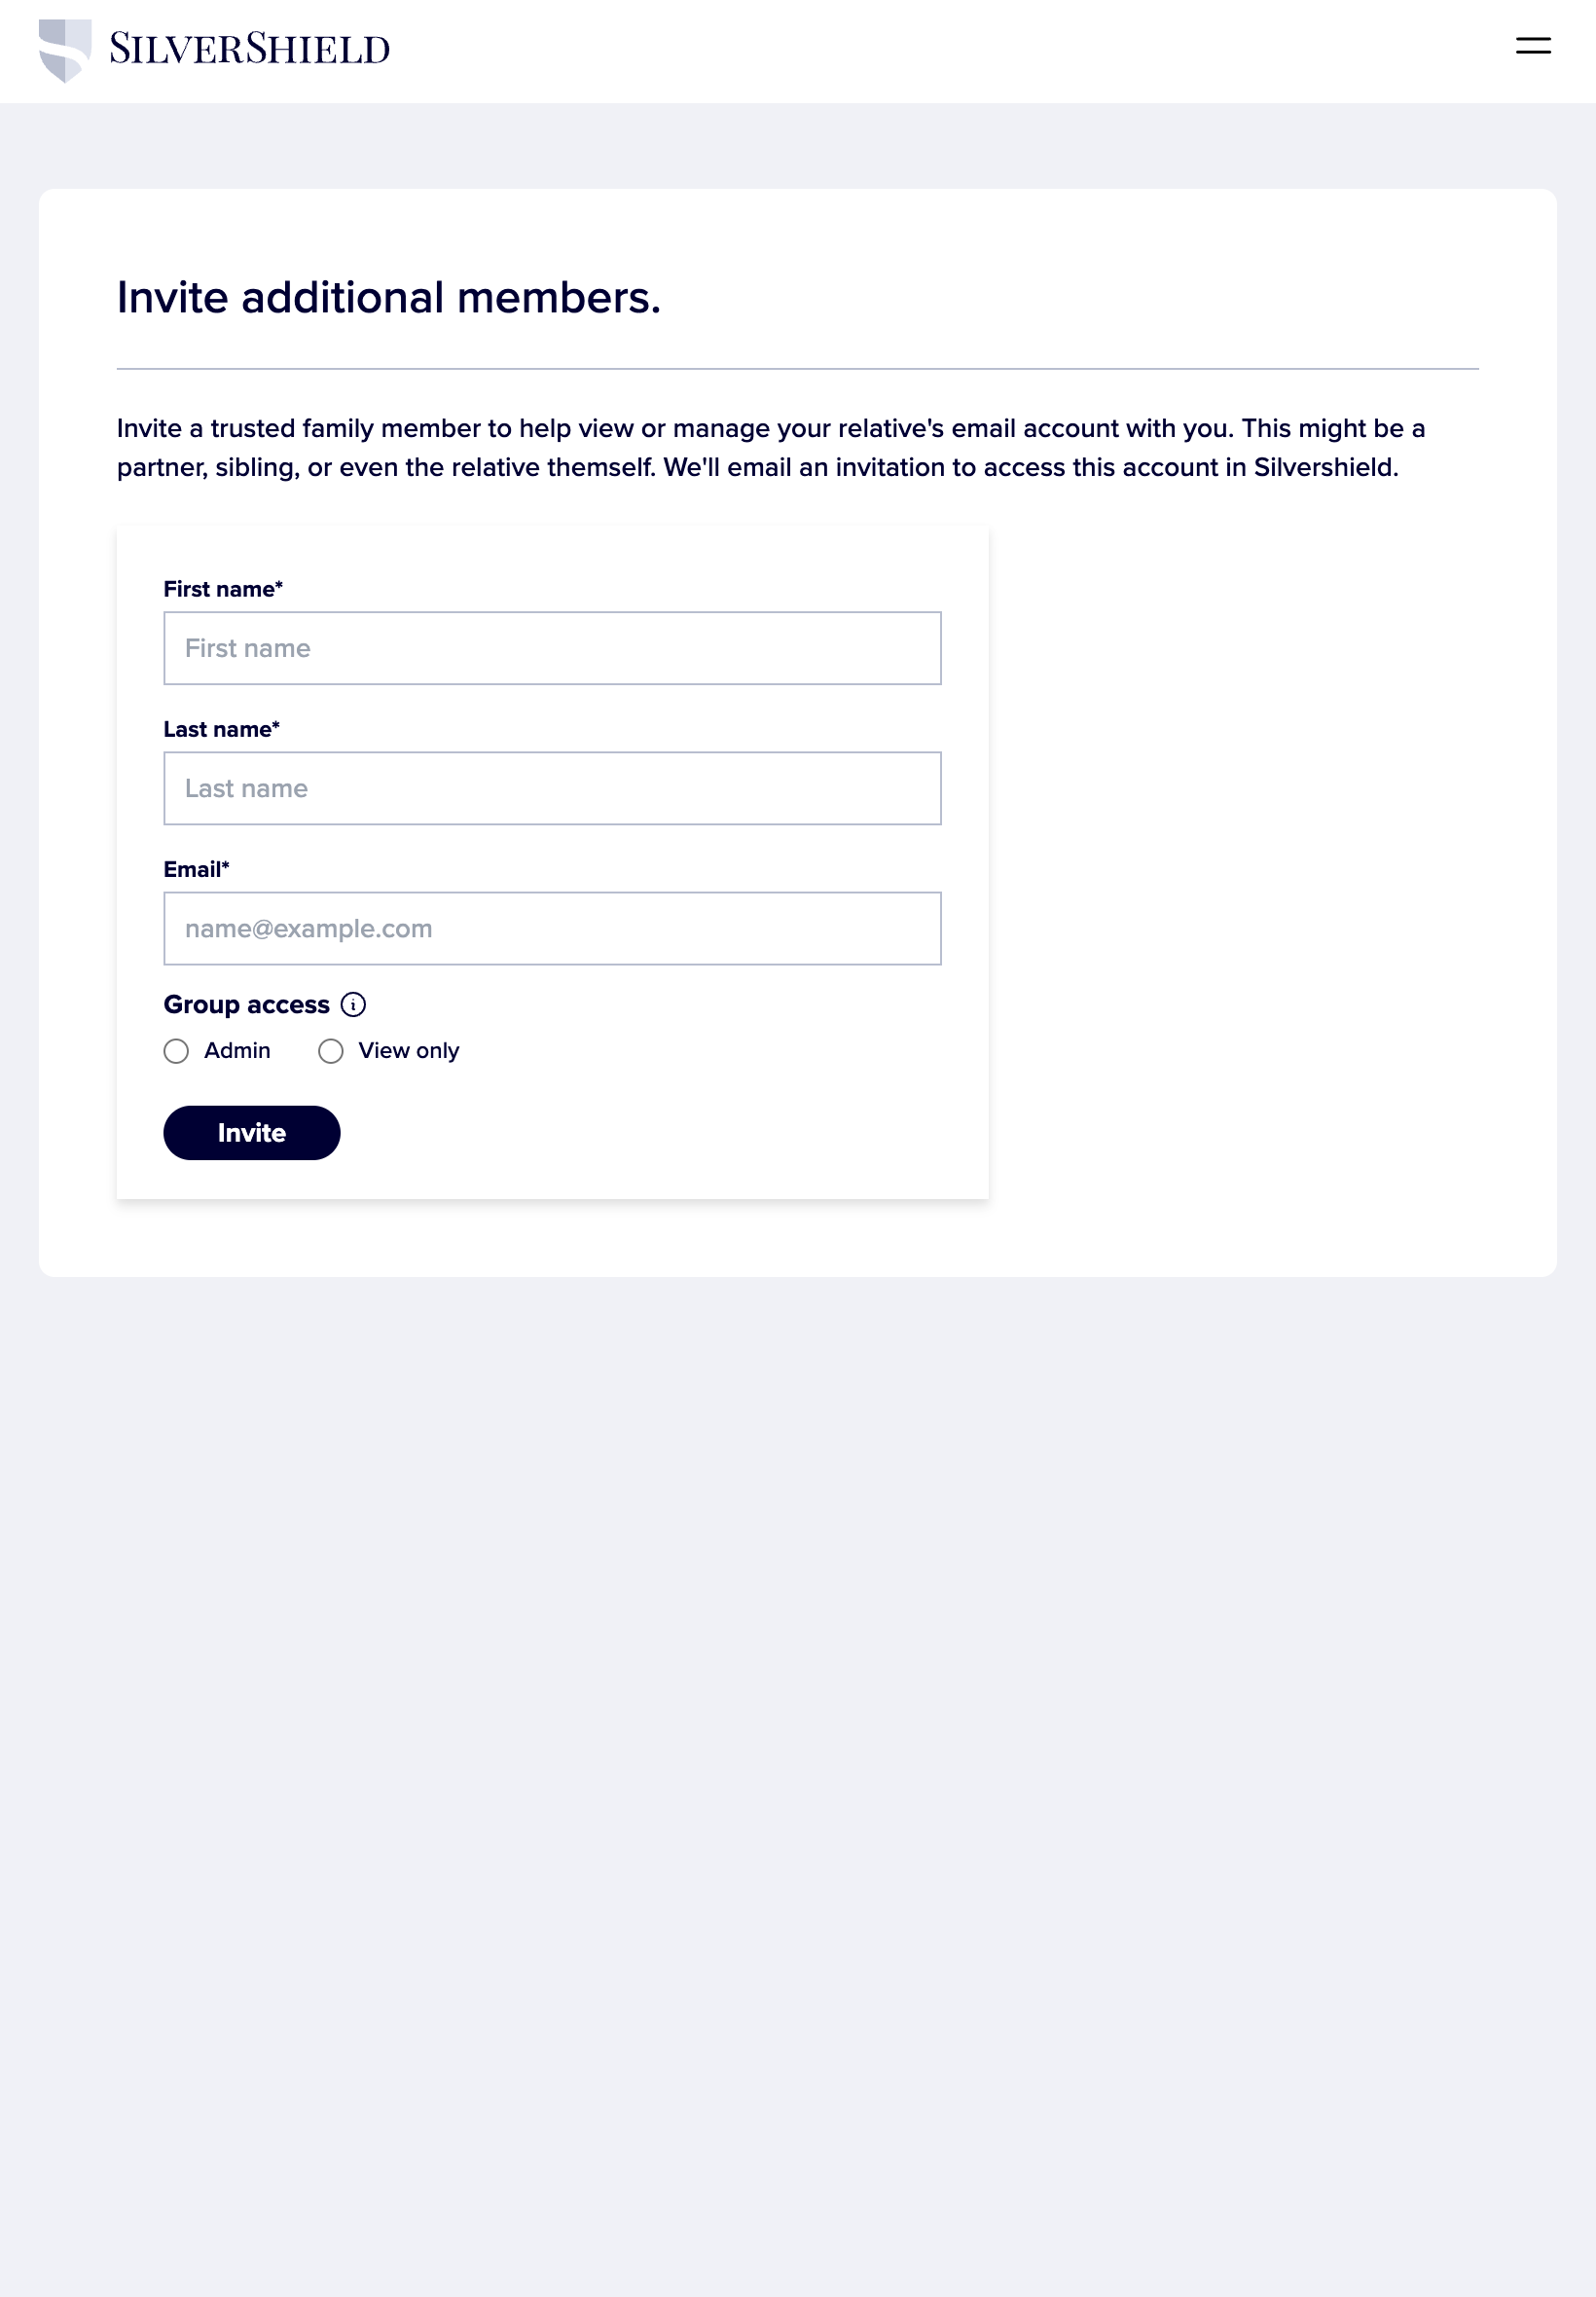 SILVERSHIELD
Invite additional members.
Invite a trusted family member to help view or manage your relative's email account with you. This might be a
partner, sibling, or even the relative themself. We'll email an invitation to access this account in Silvershield.
First name*
First name
Last name*
Last name
Email*
name@example.com
Group access i
Admin View only
Invite